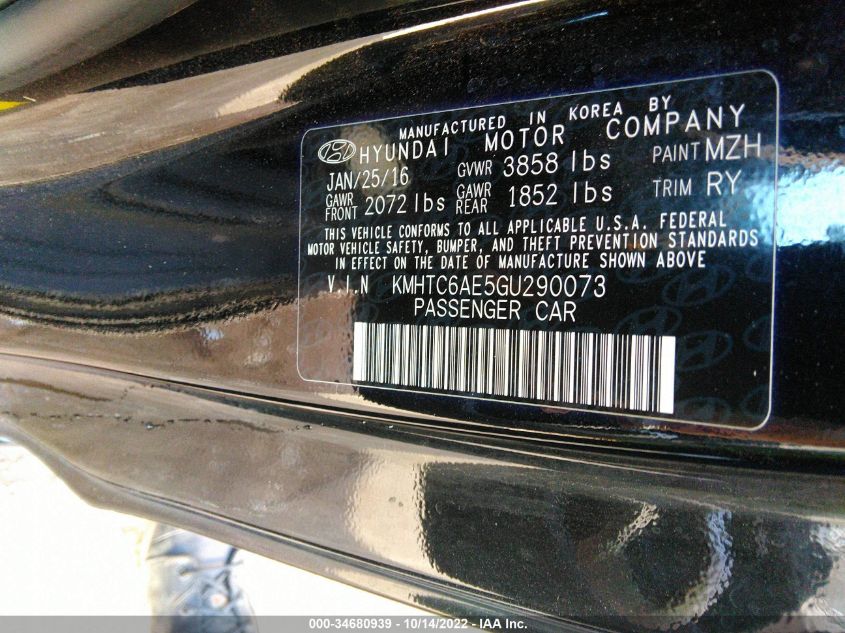 MANUFACTURED IN KOREA BY
HYUNDAI MOTOR COMPANY
JAN/25/16 GVWR 3858 lbs PAINT MZH
GAWR FRONT 2072 lbs GAWR REAR 1852 lbs TRIM RY
THIS VEHICLE CONFORMS TO ALL APPLICABLE U.S.A. FEDERAL
MOTOR VEHICLE SAFETY, BUMPER, AND THEFT PREVENTION STANDARDS
IN EFFECT ON THE DATE OF MANUFACTURE SHOWN ABOVE
V.I.N KMHTC6AE5GU290073
PASSENGER CAR
000-34680939 - 10/14/2022 - IAA Inc.